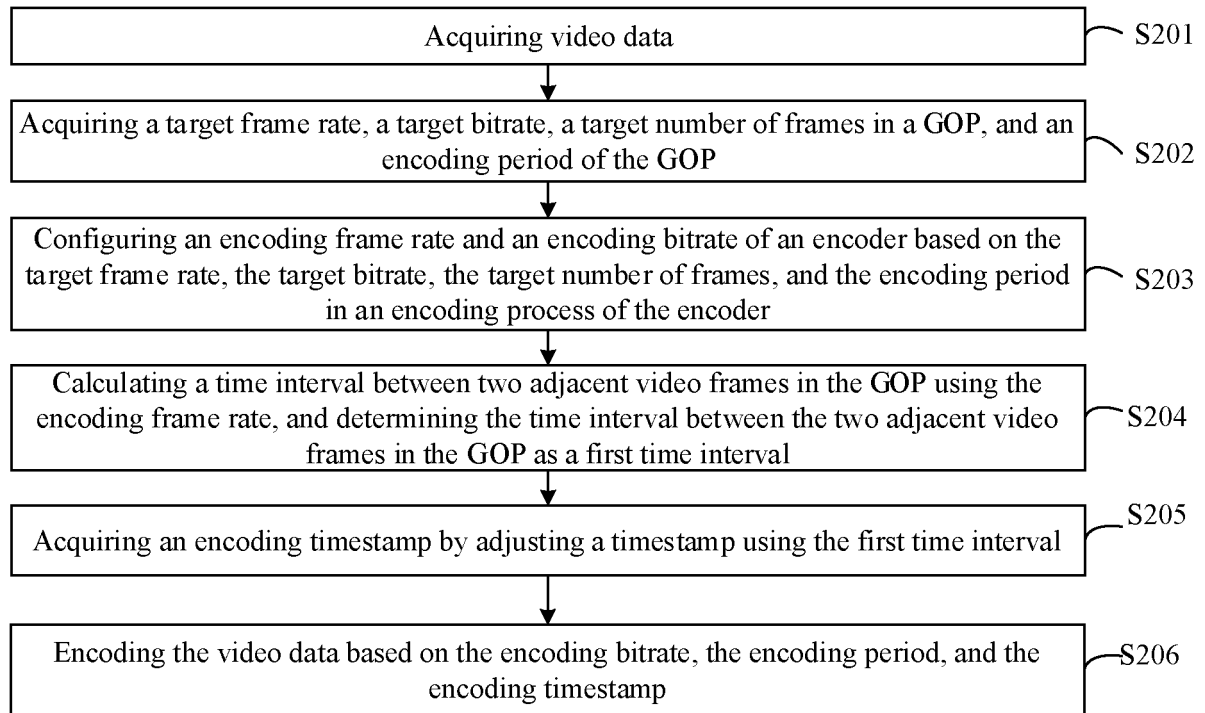 Acquiring video data
S201
Acquiring a target frame rate, a target bitrate, a target number of frames in a GOP, and an
encoding period of the GOP
S202
Configuring an encoding frame rate and an encoding bitrate of an encoder based on the
target frame rate, the target bitrate, the target number of frames, and the encoding period
in an encoding process of the encoder
S203
Calculating a time interval between two adjacent video frames in the GOP using the
encoding frame rate, and determining the time interval between the two adjacent video
frames in the GOP as a first time interval
S204
Acquiring an encoding timestamp by adjusting a timestamp using the first time interval
S205
Encoding the video data based on the encoding bitrate, the encoding period, and the
encoding timestamp
S206